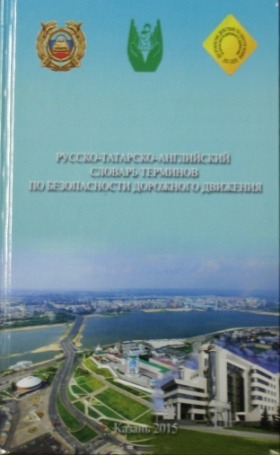 РУССКО-ТАТАРСКО-АНГЛИЙСКИЙ
СЛОВАРЬ ТЕРМИНОВ
ПО БЕЗОПАСНОСТИ ДОРОЖНОГО ДВИЖЕНИЯ
Казань 2015